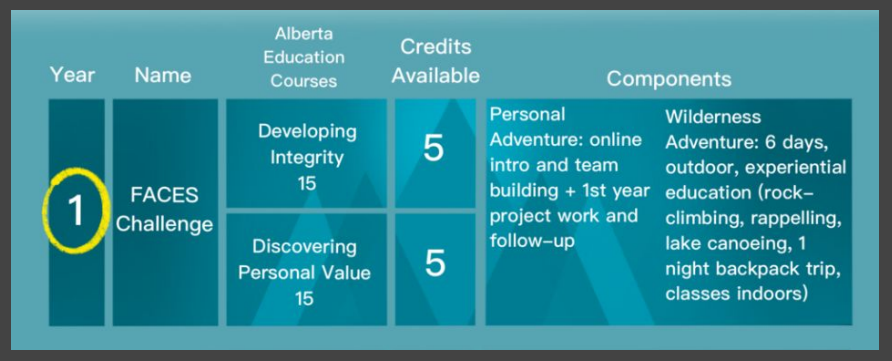 Year
Name
Alberta
Education
Courses
Credits
Available
Components
1
FACES
Challenge
Developing
Integrity
15
5
Discovering
Personal Value
15
5
Personal
Adventure: online
intro and team
building + 1st year
project work and
follow-up
Wilderness
Adventure: 6 days,
outdoor, experiential
education (rock-
climbing, rappelling,
lake canoeing, 1
night backpack trip,
classes indoors)